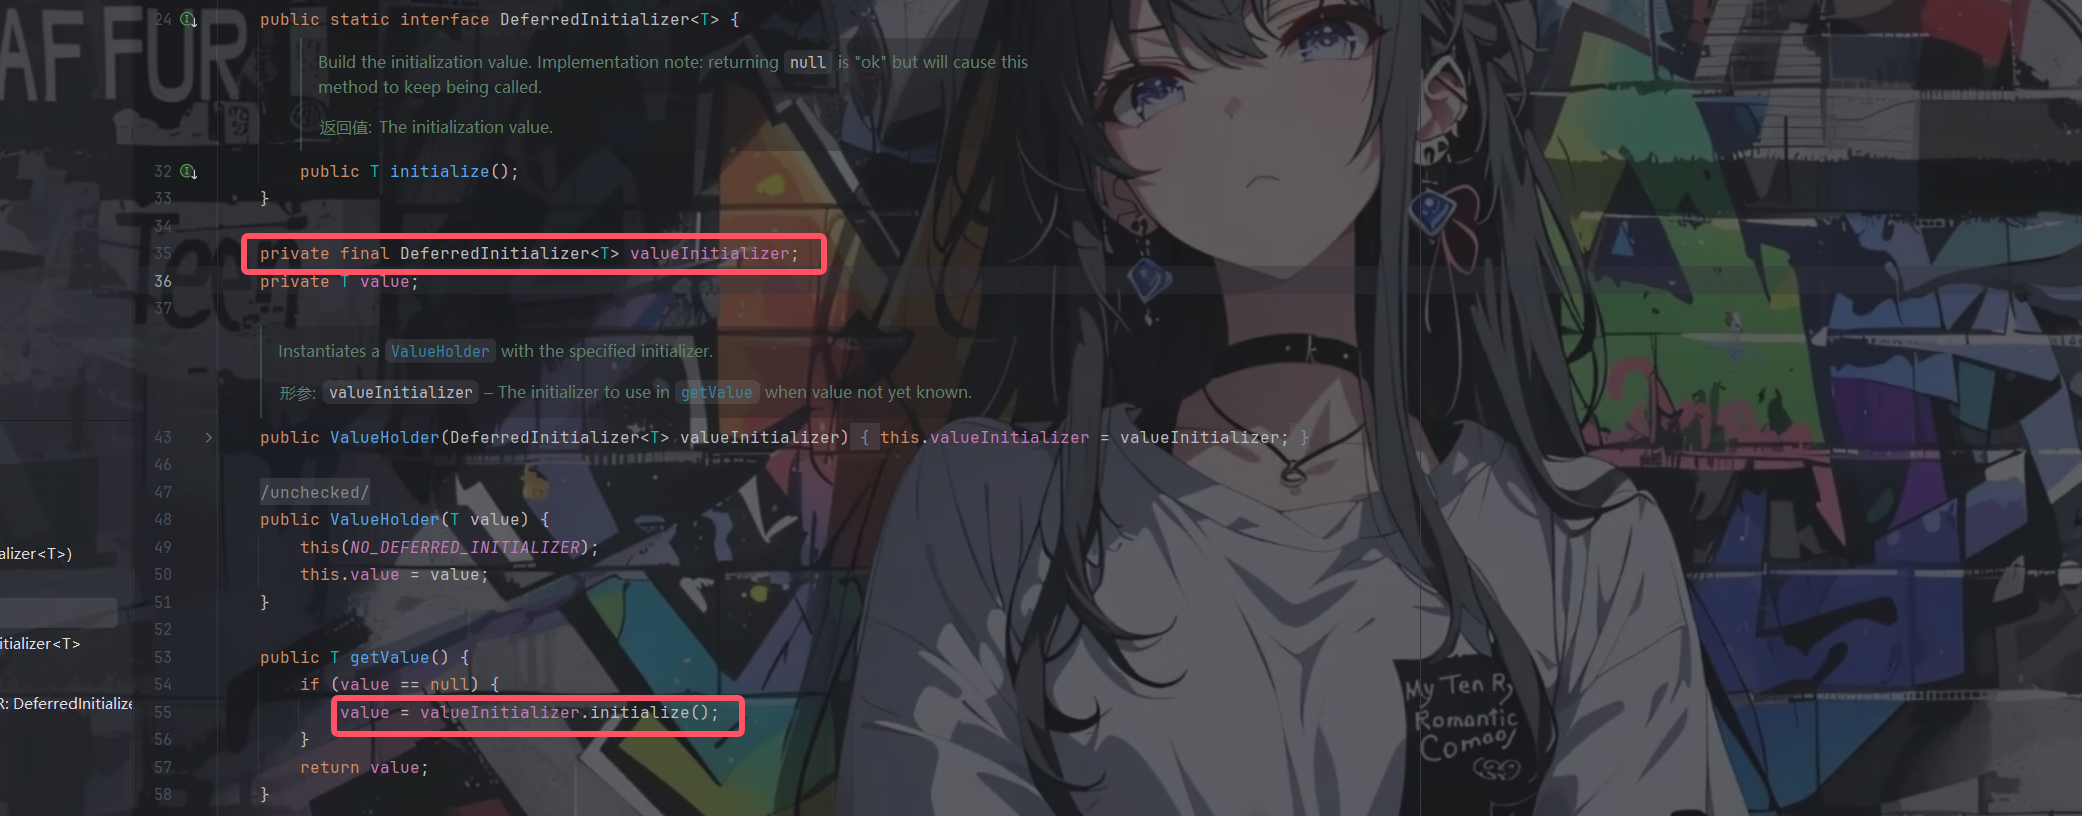 AFFUR
24 public static interface DeferredInitializer<T> {
Build the initialization value. Implementation note: returning null is "ok" but will cause this
method to keep being called.
返回值: The initialization value.
32 public T initialize();
33 }
34
Teen
35 private final DeferredInitializer<T> valueInitializer;
36 private T value;
37
Instantiates a ValueHolder with the specified initializer.
形参: valueInitializer – The initializer to use in getValue when value not yet known.
43 public ValueHolder(DeferredInitializer<T> valueInitializer) { this.valueInitializer = valueInitializer; }
46
47 /unchecked/
48 public ValueHolder(T value) {
49 this(NO_DEFERRED_INITIALIZER);
alizer<T>)
50 this.value = value;
51 }
52
itializer<T>
53 public T getValue() {
54 if (value == null) {
R: DeferredInitialize
55 value = valueInitializer.initialize();
56 }
57 return value;
58 }
My Ten R
Romantic